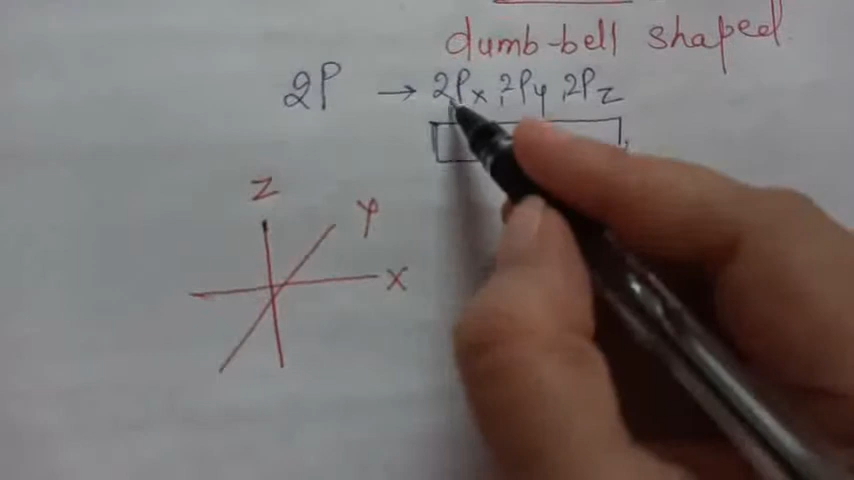 dumb-bell shaped
2P → 2Px, 2Py, 2Pz
Z
Y
X